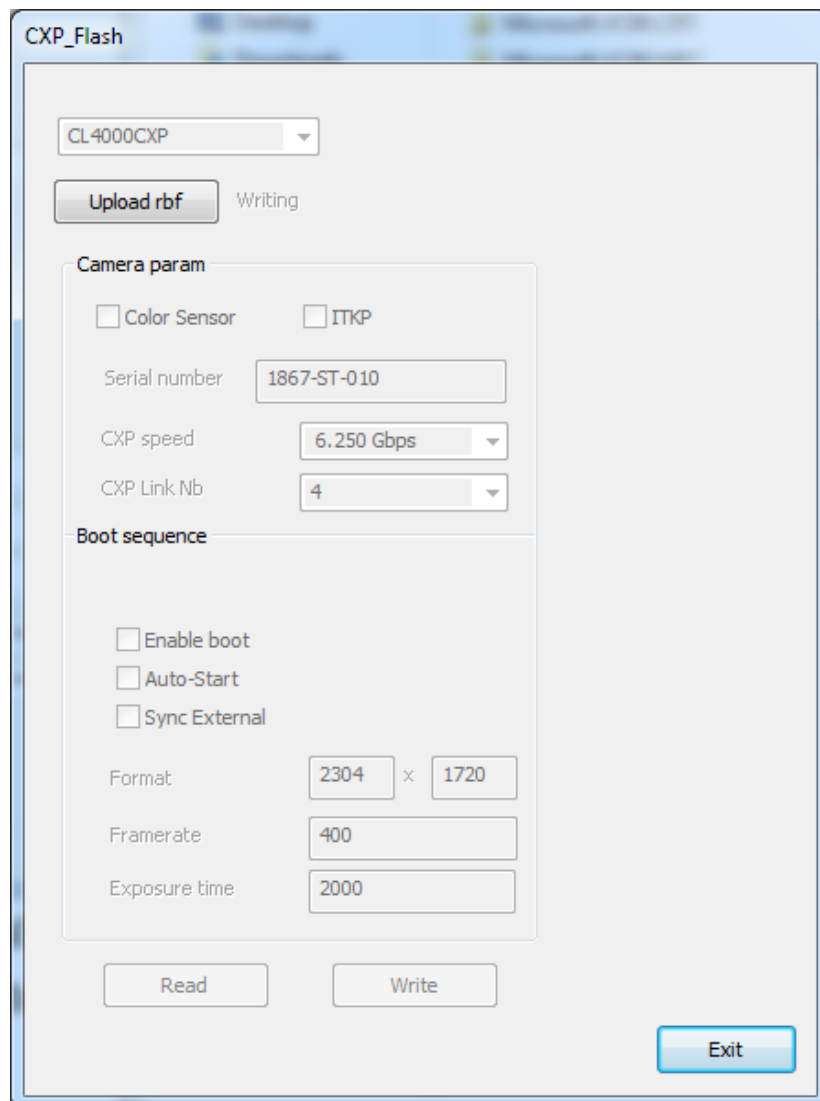 CXP_Flash
CL4000CXP
Upload rbf Writing
Camera param
Color Sensor ITKP
Serial number 1867-ST-010
CXP speed 6.250 Gbps
CXP Link Nb 4
Boot sequence
Enable boot
Auto-Start
Sync External
Format 2304 x 1720
Framerate 400
Exposure time 2000
Read Write
Exit